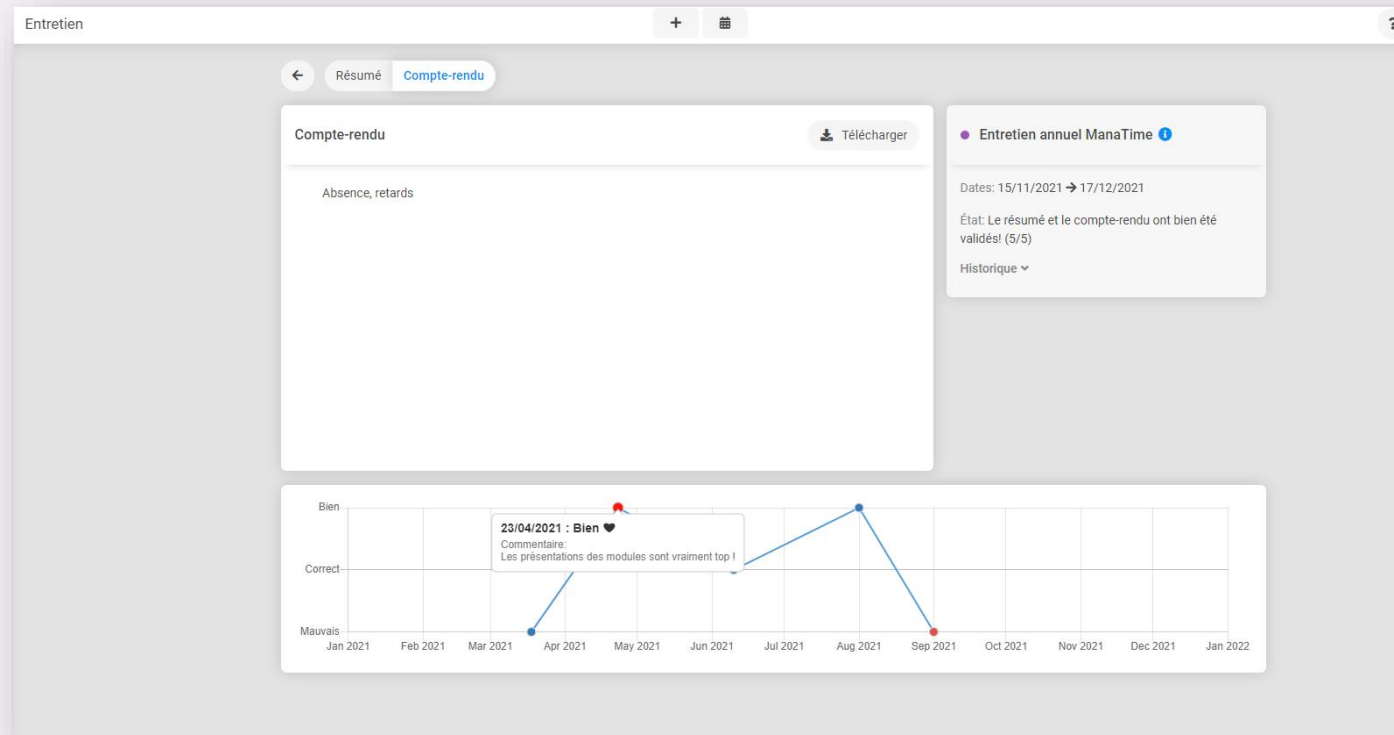 Entretien
?
Résumé
Compte-rendu
Compte-rendu
Télécharger
Absence, retards
Entretien annuel ManaTime
Dates: 15/11/2021 → 17/12/2021
État: Le résumé et le compte-rendu ont bien été
validés! (5/5)
Historique
Bien
Correct
Mauvais
23/04/2021 : Bien ♥
Commentaire:
Les présentations des modules sont vraiment top !
Jan 2021 Feb 2021 Mar 2021 Apr 2021 May 2021 Jun 2021 Jul 2021 Aug 2021 Sep 2021 Oct 2021 Nov 2021 Dec 2021 Jan 2022